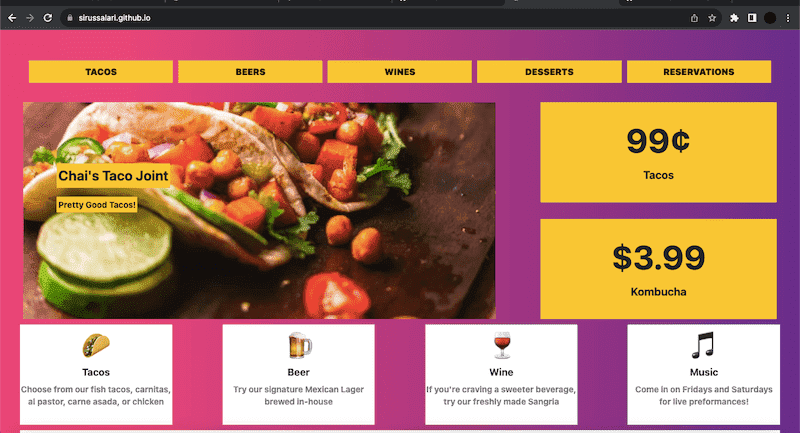 sirussalari.github.io
TACOS
BEERS
WINES
DESSERTS
RESERVATIONS
Chai's Taco Joint
Pretty Good Tacos!
99¢
Tacos
$3.99
Kombucha
Tacos
Choose from our fish tacos, carnitas,
al pastor, carne asada, or chicken
Beer
Try our signature Mexican Lager
brewed in-house
Wine
If you're craving a sweeter beverage,
try our freshly made Sangria
Music
Come in on Fridays and Saturdays
for live preformances!